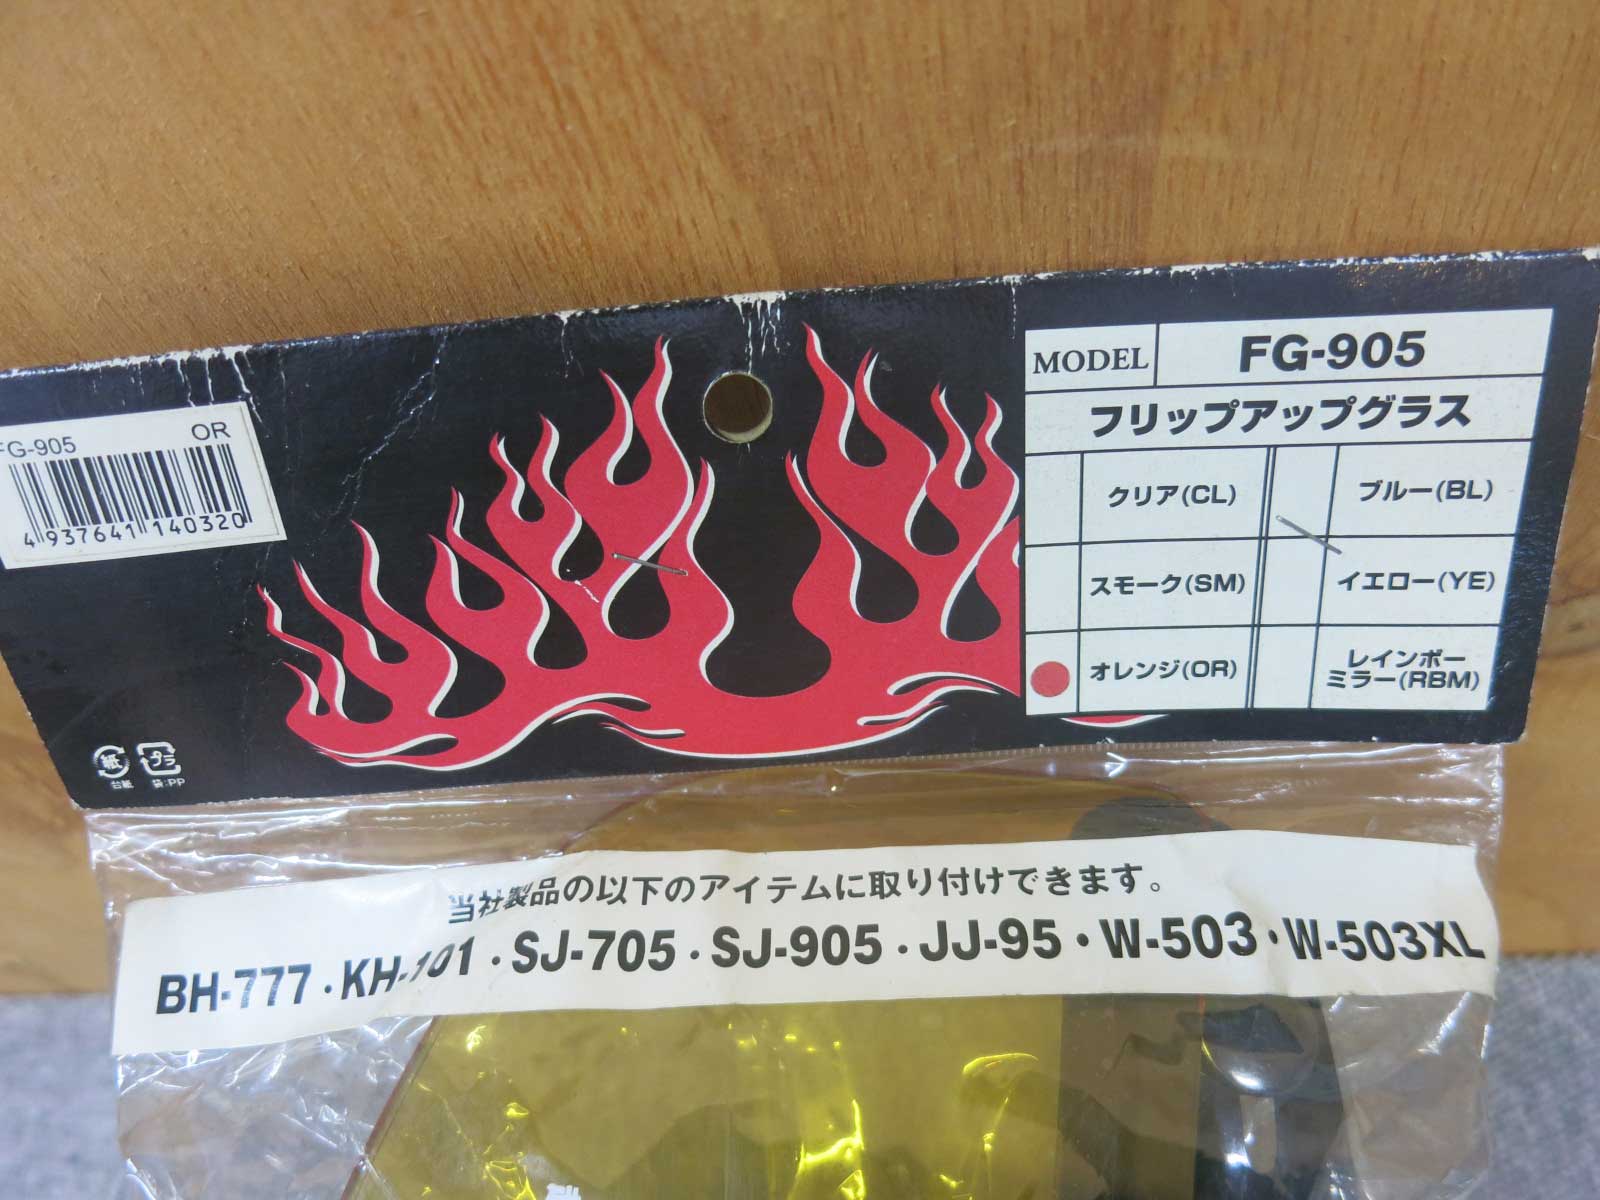 FG-905 OR
4 937641 140320
MODEL FG-905
フリップアップグラス
クリア(CL) ブルー(BL)
スモーク(SM) イエロー(YE)
オレンジ(OR) レインボーミラー(RBM)
紙 プラ
台紙 袋:PP
当社製品の以下のアイテムに取り付けできます。
BH-777・KH-101・SJ-705・SJ-905・JJ-95・W-503・W-503XL